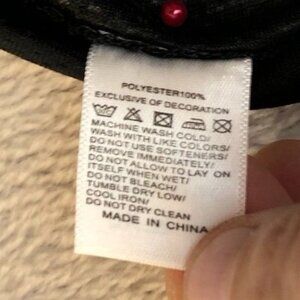 POLYESTER100%
EXCLUSIVE OF DECORATION
MACHINE WASH COLD/
WASH WITH LIKE COLORS/
DO NOT USE SOFTENERS/
REMOVE IMMEDIATELY/
DO NOT ALLOW TO LAY ON
ITSELF WHEN WET/
DO NOT BLEACH/
TUMBLE DRY LOW/
COOL IRON/
DO NOT DRY CLEAN
MADE IN CHINA